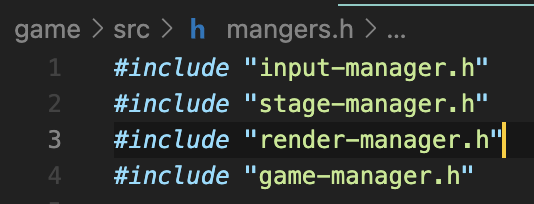 game > src > h mangers.h > ...
1 #include "input-manager.h"
2 #include "stage-manager.h"
3 #include "render-manager.h"
4 #include "game-manager.h"